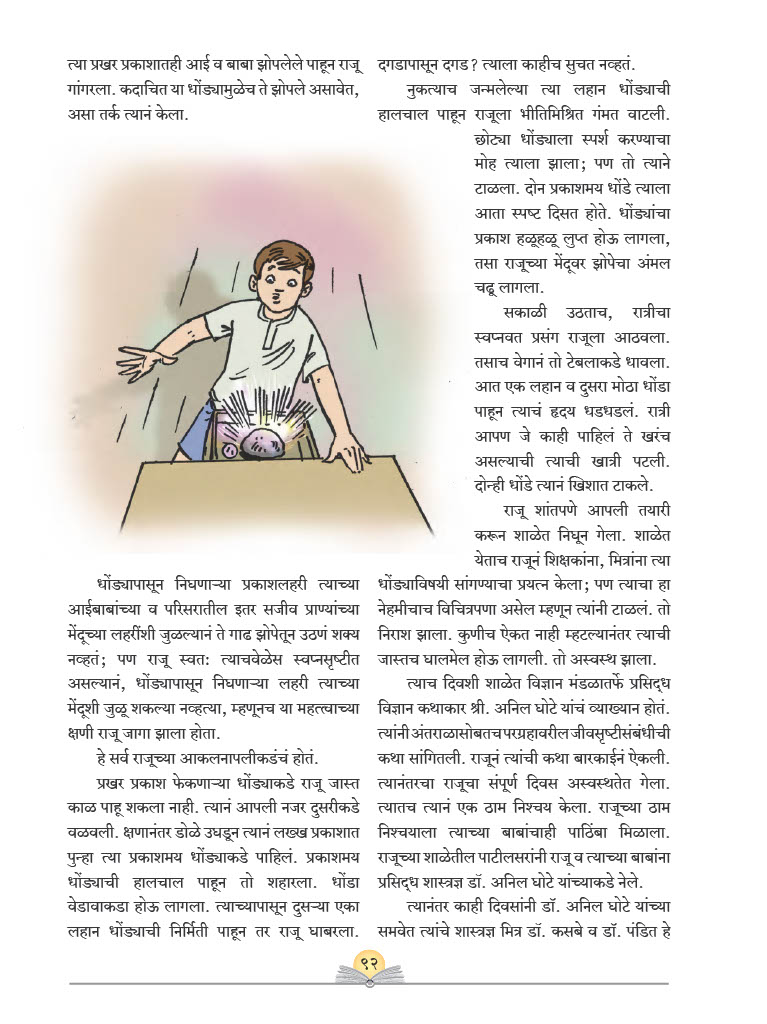 त्या प्रखर प्रकाशातही आई व बाबा झोपलेले पाहून राजू
गांगरला. कदाचित या धोंड्यामुळेच ते झोपले असावेत,
असा तर्क त्यानं केला.
धोंड्यापासून निघणाऱ्या प्रकाशलहरी त्याच्या
आईबाबांच्या व परिसरातील इतर सजीव प्राण्यांच्या
मेंदूच्या लहरींशी जुळल्यानं ते गाढ झोपेतून उठणं शक्य
नव्हतं; पण राजू स्वत: त्याचवेळेस स्वप्नसृष्टीत
असल्यानं, धोंड्यापासून निघणाऱ्या लहरी त्याच्या
मेंदूशी जुळू शकल्या नव्हत्या, म्हणूनच या महत्त्वाच्या
क्षणी राजू जागा झाला होता.
हे सर्व राजूच्या आकलनापलीकडंचं होतं.
प्रखर प्रकाश फेकणाऱ्या धोंड्याकडे राजू जास्त
काळ पाहू शकला नाही. त्यानं आपली नजर दुसरीकडे
वळवली. क्षणानंतर डोळे उघडून त्यानं लख्ख प्रकाशात
पुन्हा त्या प्रकाशमय धोंड्याकडे पाहिलं. प्रकाशमय
धोंड्याची हालचाल पाहून तो शहारला. धोंडा
वेडावाकडा होऊ लागला. त्याच्यापासून दुसऱ्या एका
लहान धोंड्याची निर्मिती पाहून तर राजू घाबरला.
दगडापासून दगड? त्याला काहीच सुचत नव्हतं.
नुकत्याच जन्मलेल्या त्या लहान धोंड्याची
हालचाल पाहून राजूला भीतिमिश्रित गंमत वाटली.
छोट्या धोंड्याला स्पर्श करण्याचा
मोह त्याला झाला; पण तो त्याने
टाळला. दोन प्रकाशमय धोंडे त्याला
आता स्पष्ट दिसत होते. धोंड्यांचा
प्रकाश हळूहळू लुप्त होऊ लागला,
तसा राजूच्या मेंदूवर झोपेचा अंमल
चढू लागला.
सकाळी उठताच, रात्रीचा
स्वप्नवत प्रसंग राजूला आठवला.
तसाच वेगानं तो टेबलाकडे धावला.
आत एक लहान व दुसरा मोठा धोंडा
पाहून त्याचं हृदय धडधडलं. रात्री
आपण जे काही पाहिलं ते खरंच
असल्याची त्याची खात्री पटली.
दोन्ही धोंडे त्यानं खिशात टाकले.
राजू शांतपणे आपली तयारी
करून शाळेत निघून गेला. शाळेत
येताच राजूनं शिक्षकांना, मित्रांना त्या
धोंड्याविषयी सांगण्याचा प्रयत्न केला; पण त्याचा हा
नेहमीचाच विचित्रपणा असेल म्हणून त्यांनी टाळलं. तो
निराश झाला. कुणीच ऐकत नाही म्हटल्यानंतर त्याची
जास्तच घालमेल होऊ लागली. तो अस्वस्थ झाला.
त्याच दिवशी शाळेत विज्ञान मंडळातर्फे प्रसिद्ध
विज्ञान कथाकार श्री. अनिल घोटे यांचं व्याख्यान होतं.
त्यांनी अंतराळासोबतच परग्रहावरील जीवसृष्टीसंबंधीची
कथा सांगितली. राजूनं त्यांची कथा बारकाईनं ऐकली.
त्यानंतरचा राजूचा संपूर्ण दिवस अस्वस्थतेत गेला.
त्यातच त्यानं एक ठाम निश्चय केला. राजूच्या ठाम
निश्चयाला त्याच्या बाबांचाही पाठिंबा मिळाला.
राजूच्या शाळेतील पाटीलसरांनी राजू व त्याच्या बाबांना
प्रसिद्ध शास्त्रज्ञ डॉ. अनिल घोटे यांच्याकडे नेले.
त्यानंतर काही दिवसांनी डॉ. अनिल घोटे यांच्या
समवेत त्यांचे शास्त्रज्ञ मित्र डॉ. कसबे व डॉ. पंडित हे
९२